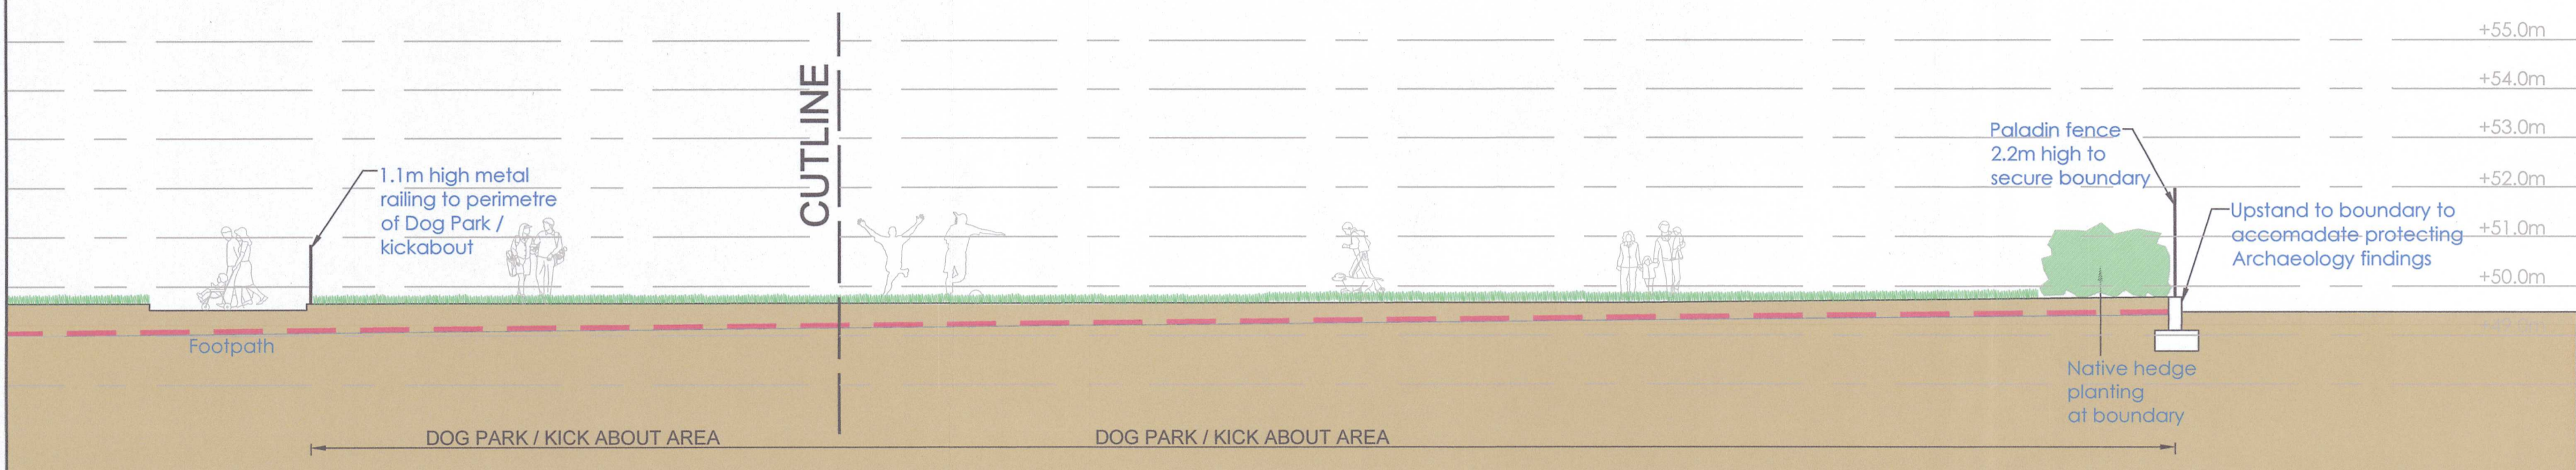 +55.0m
+54.0m
+53.0m
+52.0m
+51.0m
+50.0m
CUTLINE
1.1m high metal
railing to perimetre
of Dog Park /
kickabout
Paladin fence
2.2m high to
secure boundary
Upstand to boundary to
accomadate protecting
Archaeology findings
Footpath
Native hedge
planting
at boundary
DOG PARK / KICK ABOUT AREA
DOG PARK / KICK ABOUT AREA